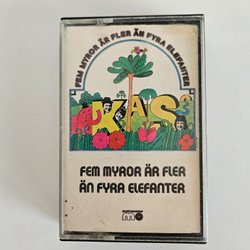 FEM MYROR ÄR FLER ÄN FYRA ELEFANTER
KAS
FEM MYROR ÄR FLER
ÄN FYRA ELEFANTER